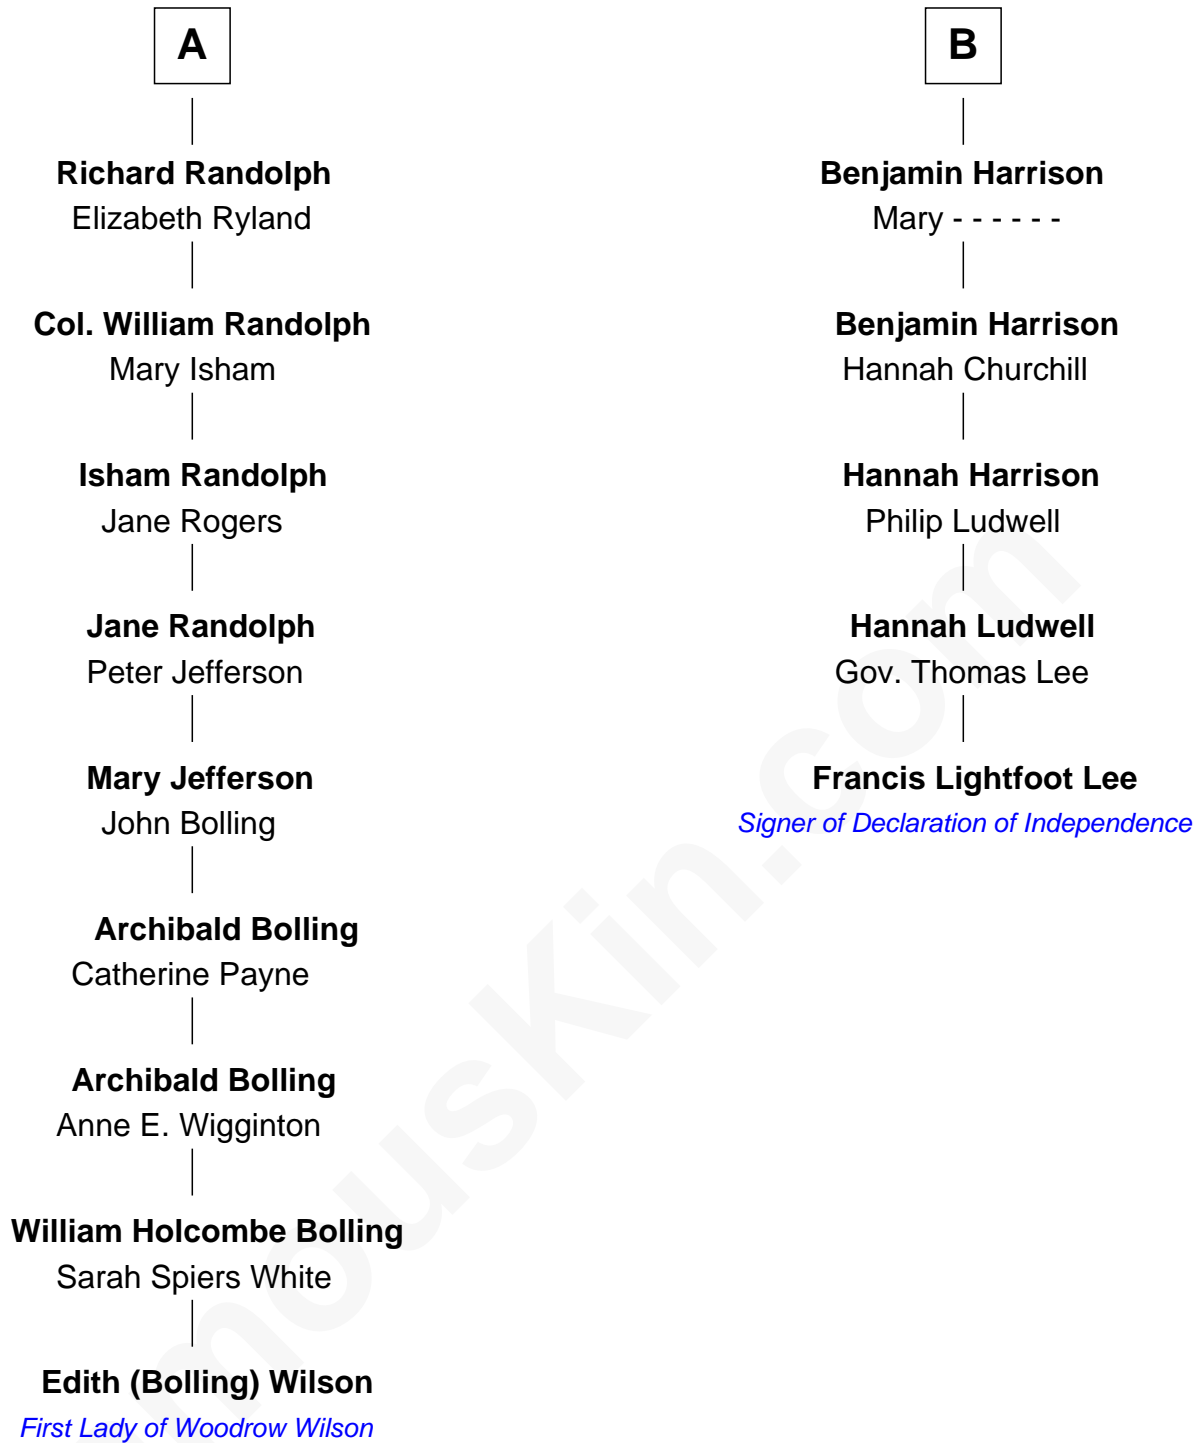 A
Richard Randolph
Elizabeth Ryland
Col. William Randolph
Mary Isham
Isham Randolph
Jane Rogers
Jane Randolph
Peter Jefferson
Mary Jefferson
John Bolling
Archibald Bolling
Catherine Payne
Archibald Bolling
Anne E. Wigginton
William Holcombe Bolling
Sarah Spiers White
Edith (Bolling) Wilson
First Lady of Woodrow Wilson
B
Benjamin Harrison
Mary - - - - - -
Benjamin Harrison
Hannah Churchill
Hannah Harrison
Philip Ludwell
Hannah Ludwell
Gov. Thomas Lee
Francis Lightfoot Lee
Signer of Declaration of Independence
mouskin.com